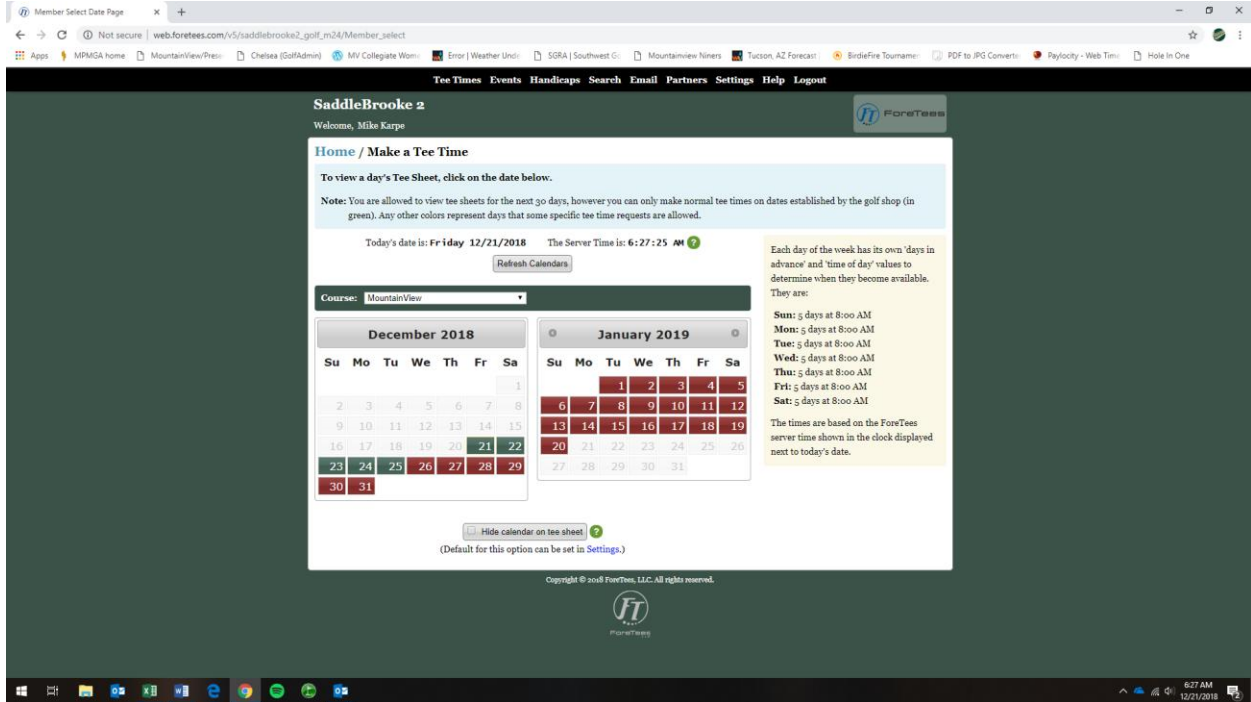 Member Select Date Page
Not secure | web.foretees.com/v5/saddlebrooke2_golf_m24/Member_select
Apps MPMGA home MountainView/Prese Chelsea (GolfAdmin) MV Collegiate Wom Error | Weather Unde SGRA | Southwest G Mountainview Niners Tucson, AZ Forecast BirdieFire Tournamen PDF to JPG Converte Paylocity - Web Time Hole In One
Tee Times Events Handicaps Search Email Partners Settings Help Logout
SaddleBrooke 2
Welcome, Mike Karpe
FT ForeTees
Home / Make a Tee Time
To view a day's Tee Sheet, click on the date below.
Note: You are allowed to view tee sheets for the next 30 days, however you can only make normal tee times on dates established by the golf shop (in
green). Any other colors represent days that some specific tee time requests are allowed.
Today's date is: Friday 12/21/2018 The Server Time is: 6:27:25 AM ?
Refresh Calendars
Course: MountainView
December 2018
Su Mo Tu We Th Fr Sa
1
2 3 4 5 6 7 8
9 10 11 12 13 14 15
16 17 18 19 20 21 22
23 24 25 26 27 28 29
30 31
January 2019
Su Mo Tu We Th Fr Sa
1 2 3 4 5
6 7 8 9 10 11 12
13 14 15 16 17 18 19
20 21 22 23 24 25 26
27 28 29 30 31
Each day of the week has its own 'days in
advance' and 'time of day' values to
determine when they become available.
They are:
Sun: 5 days at 8:00 AM
Mon: 5 days at 8:00 AM
Tue: 5 days at 8:00 AM
Wed: 5 days at 8:00 AM
Thu: 5 days at 8:00 AM
Fri: 5 days at 8:00 AM
Sat: 5 days at 8:00 AM
The times are based on the ForeTees
server time shown in the clock displayed
next to today's date.
Hide calendar on tee sheet ?
(Default for this option can be set in Settings.)
Copyright © 2018 ForeTees, LLC. All rights reserved.
FT
ForeTees
6:27 AM
12/21/2018